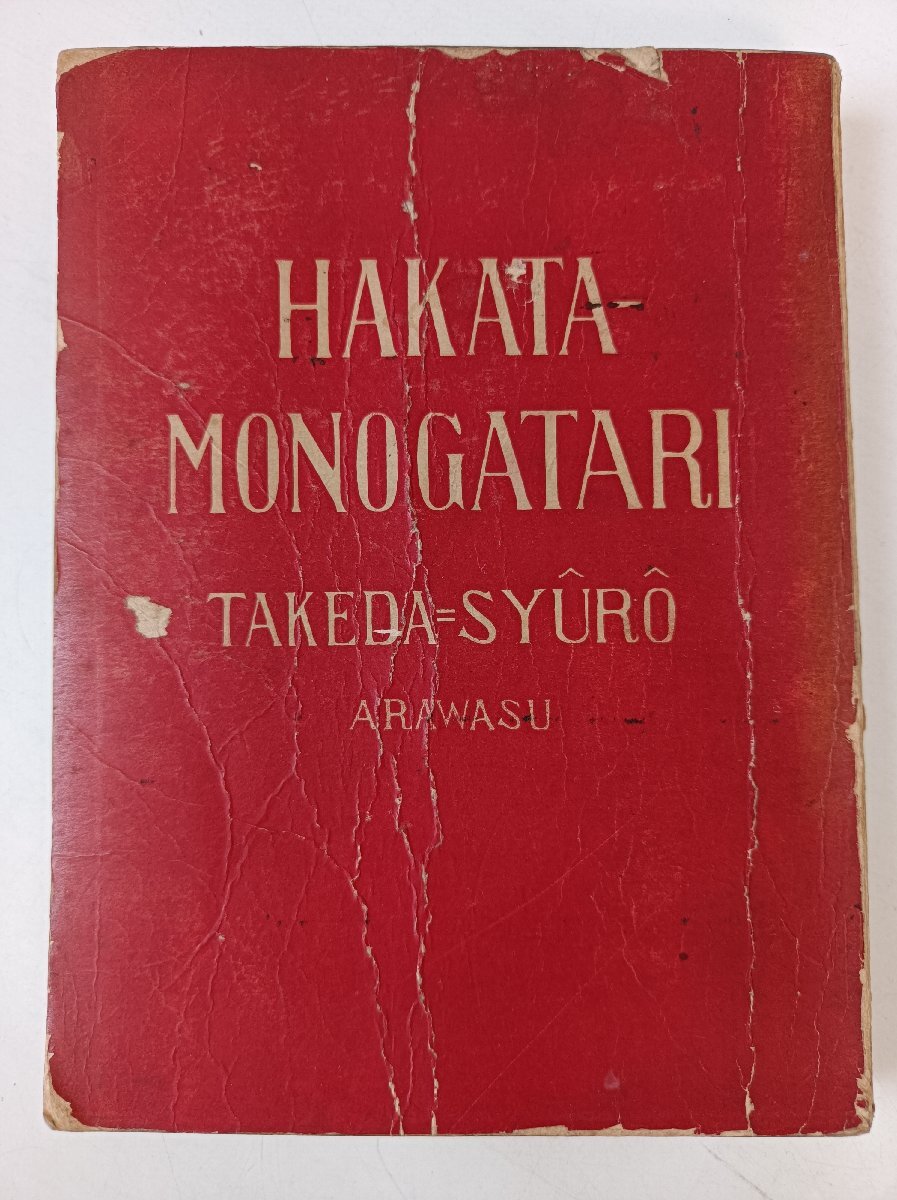 HAKATA-
MONOGATARI
TAKEDA=SYÛRÔ
ARAWASU